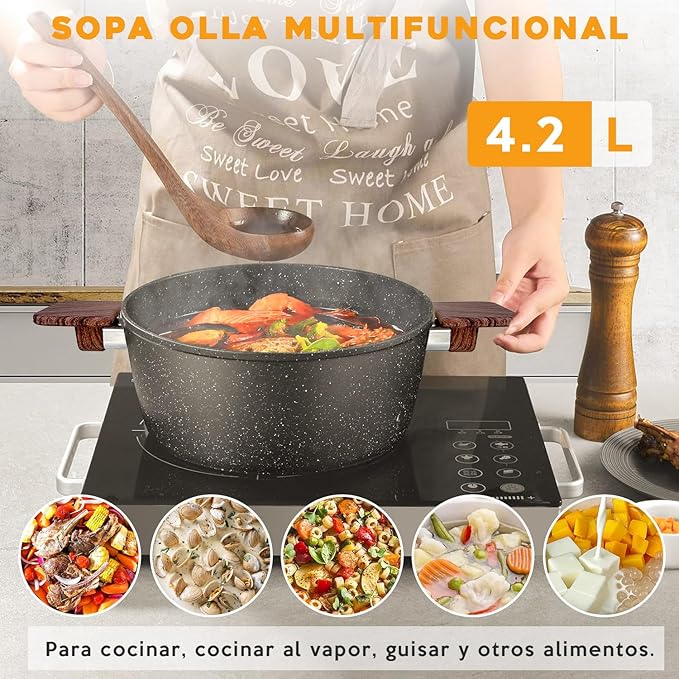 SOPA OLLA MULTIFUNCIONAL
4.2 L
LOVE
Sweet Home
Be Sweet Laugh
Sweet Love Sweet
SWEET HOME
Para cocinar, cocinar al vapor, guisar y otros alimentos.